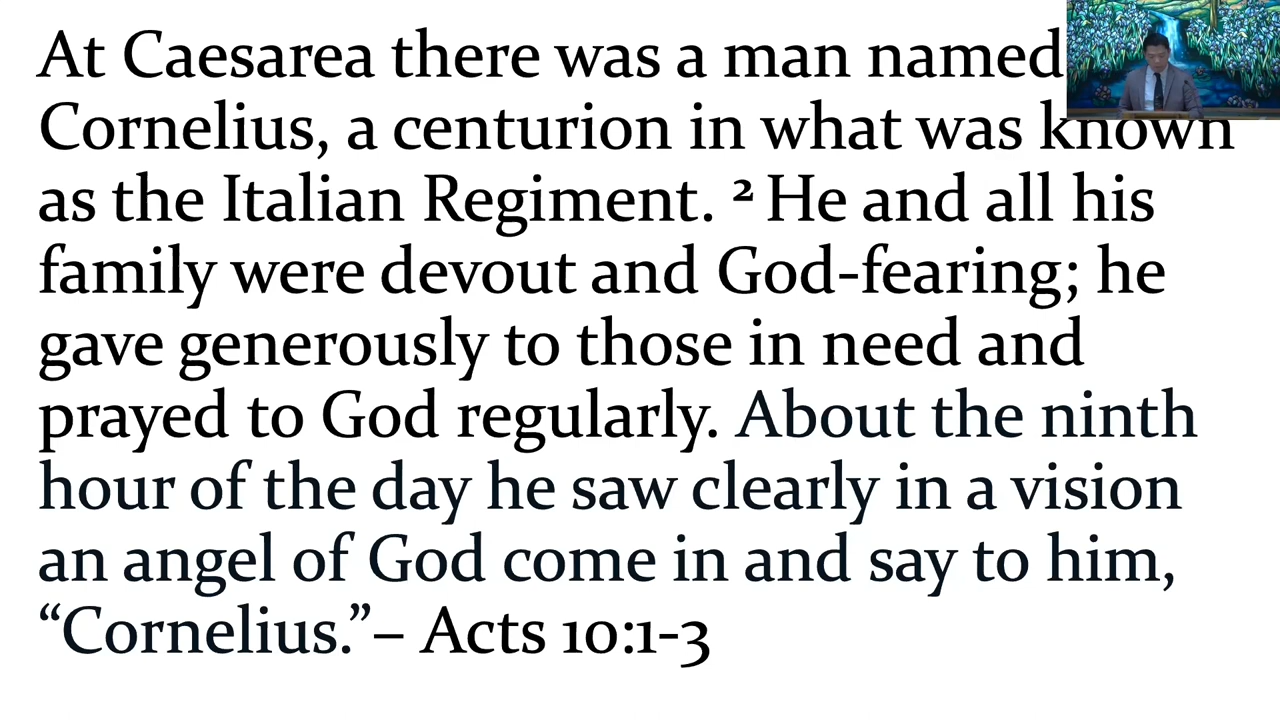 At Caesarea there was a man named
Cornelius, a centurion in what was known
as the Italian Regiment. ² He and all his
family were devout and God-fearing; he
gave generously to those in need and
prayed to God regularly. About the ninth
hour of the day he saw clearly in a vision
an angel of God come in and say to him,
“Cornelius.”– Acts 10:1-3